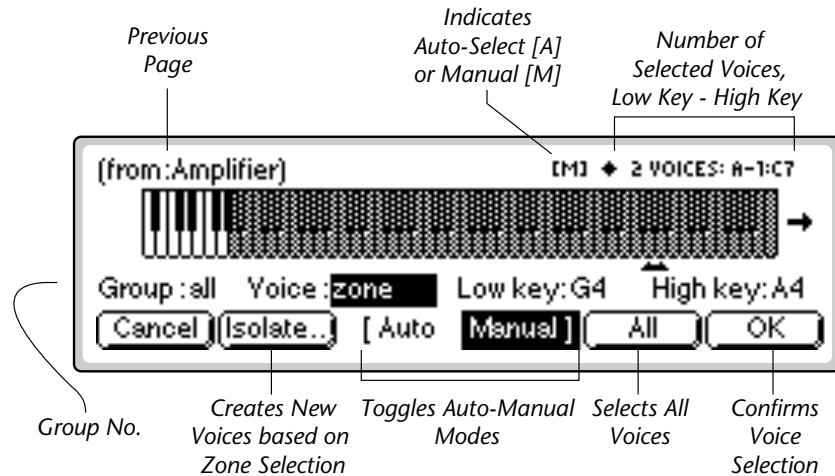 Previous
Page
Indicates
Auto-Select [A]
or Manual [M]
Number of
Selected Voices,
Low Key - High Key
(from:Amplifier)
[M] ◆ 2 VOICES: A-1:C7
Group :all Voice :zone Low key:G4 High key:A4
Cancel Isolate.. [ Auto Manual ] All OK
Group No.
Creates New
Voices based on
Zone Selection
Toggles Auto-Manual
Modes
Selects All
Voices
Confirms
Voice
Selection